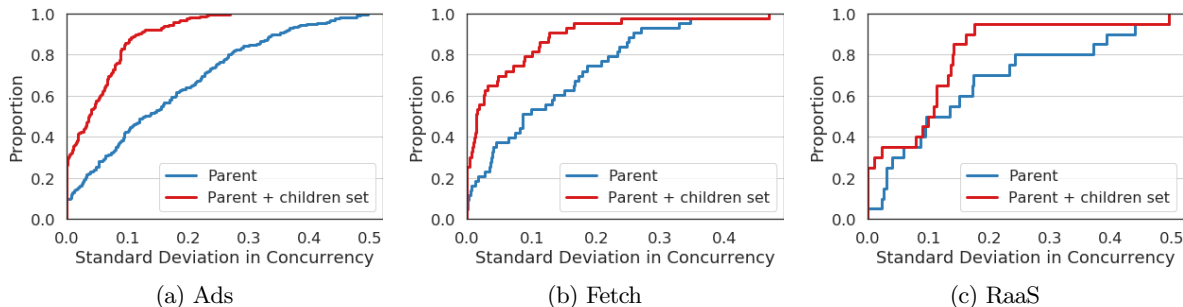 1.0
0.8
0.6
0.4
0.2
0.0
Proportion
Parent
Parent + children set
0.0 0.1 0.2 0.3 0.4 0.5
Standard Deviation in Concurrency
(a) Ads
1.0
0.8
0.6
0.4
0.2
0.0
Proportion
Parent
Parent + children set
0.0 0.1 0.2 0.3 0.4
Standard Deviation in Concurrency
(b) Fetch
1.0
0.8
0.6
0.4
0.2
0.0
Proportion
Parent
Parent + children set
0.0 0.1 0.2 0.3 0.4 0.5
Standard Deviation in Concurrency
(c) RaaS